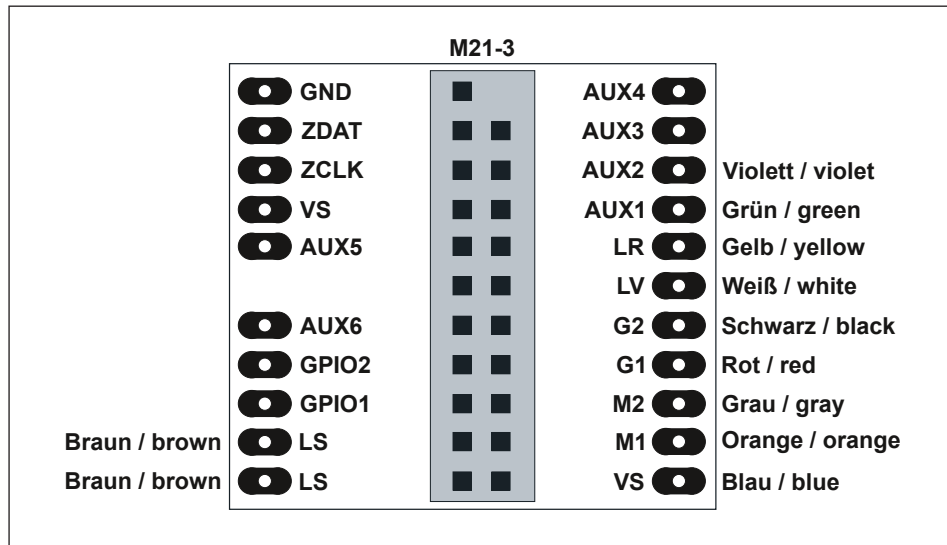 M21-3
GND AUX4
ZDAT AUX3
ZCLK AUX2 Violett / violet
VS AUX1 Grün / green
AUX5 LR Gelb / yellow
LV Weiß / white
AUX6 G2 Schwarz / black
GPIO2 G1 Rot / red
GPIO1 M2 Grau / gray
Braun / brown LS M1 Orange / orange
Braun / brown LS VS Blau / blue